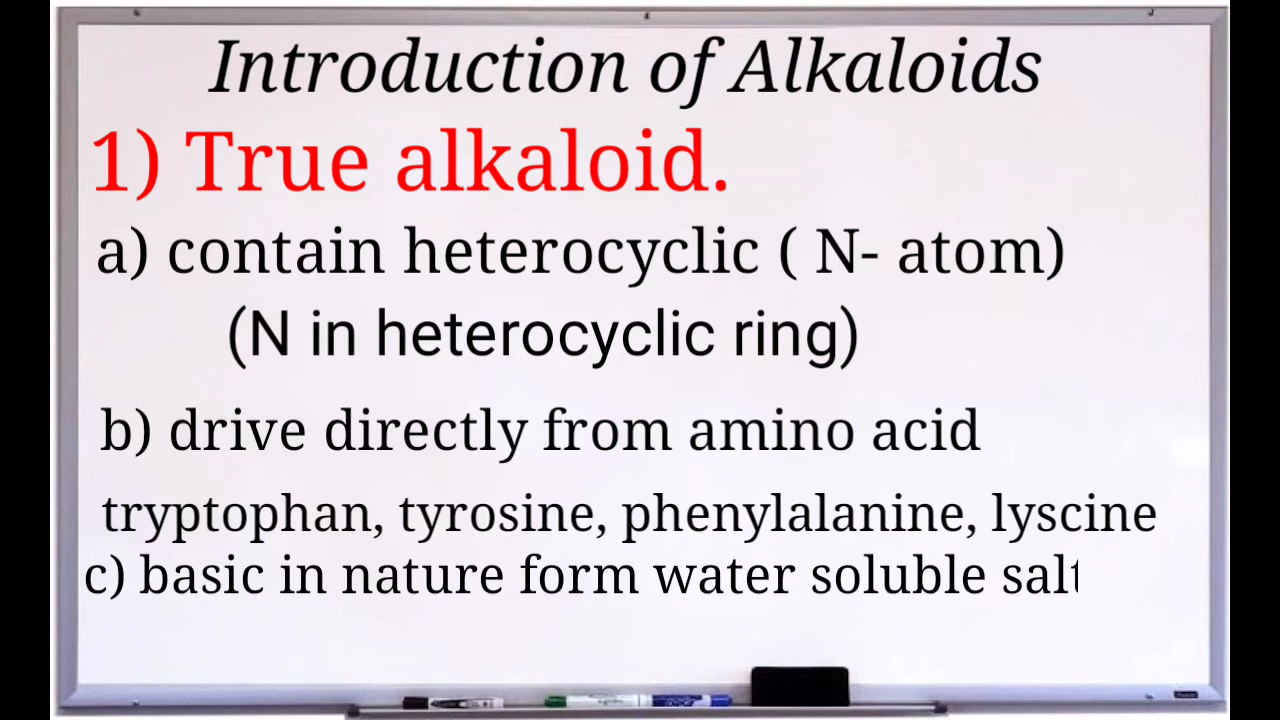 Introduction of Alkaloids
1) True alkaloid.
a) contain heterocyclic ( N- atom)
(N in heterocyclic ring)
b) drive directly from amino acid
tryptophan, tyrosine, phenylalanine, lyscine
c) basic in nature form water soluble salt